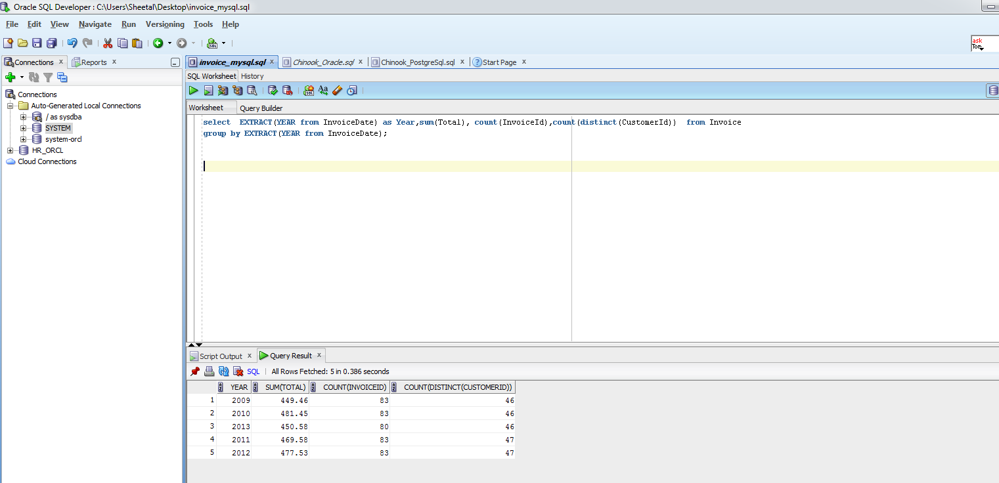 Oracle SQL Developer : C:\Users\Sheetal\Desktop\invoice_mysql.sql
File Edit View Navigate Run Versioning Tools Help
ask
Tom
Connections Reports
invoice_mysql.sql Chinook_Oracle.sql Chinook_PostgreSql.sql Start Page
SQL Worksheet History
Worksheet Query Builder
Connections
Auto-Generated Local Connections
/ as sysdba
SYSTEM
system-orcl
HR_ORCL
Cloud Connections
select  EXTRACT(YEAR from InvoiceDate) as Year,sum(Total), count(InvoiceId),count(distinct(CustomerId))  from Invoice
group by EXTRACT(YEAR from InvoiceDate);
Script Output Query Result
SQL All Rows Fetched: 5 in 0.386 seconds
YEAR SUM(TOTAL) COUNT(INVOICEID) COUNT(DISTINCT(CUSTOMERID))
1 2009 449.46 83 46
2 2010 481.45 83 46
3 2013 450.58 80 46
4 2011 469.58 83 47
5 2012 477.53 83 47